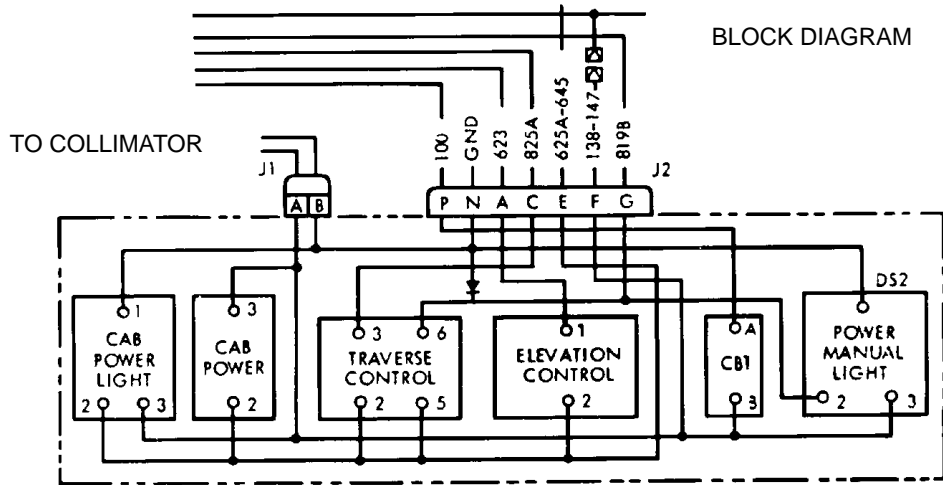 BLOCK DIAGRAM
TO COLLIMATOR
J1
A B
100
GND
623
825A
625A-645
138-147
819B
J2
P N A C E F G
DS2
1
CAB
POWER
LIGHT
2 3
3
CAB
POWER
2
3 6
TRAVERSE
CONTROL
2 5
1
ELEVATION
CONTROL
2
A
CB1
B
POWER
MANUAL
LIGHT
2 3